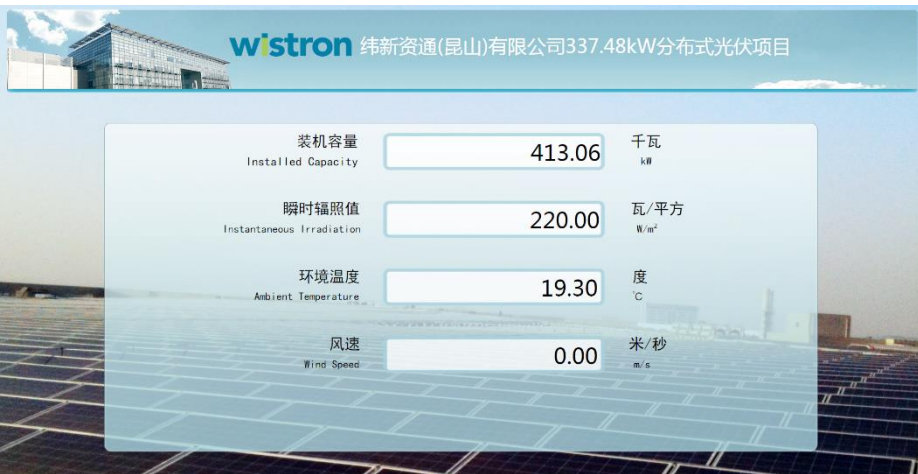 wistron 纬新资通(昆山)有限公司337.48kW分布式光伏项目
装机容量 413.06 千瓦
Installed Capacity kW
瞬时辐照值 220.00 瓦/平方
Instantaneous Irradiation W/m²
环境温度 19.30 度
Ambient Temperature ℃
风速 0.00 米/秒
Wind Speed m/s